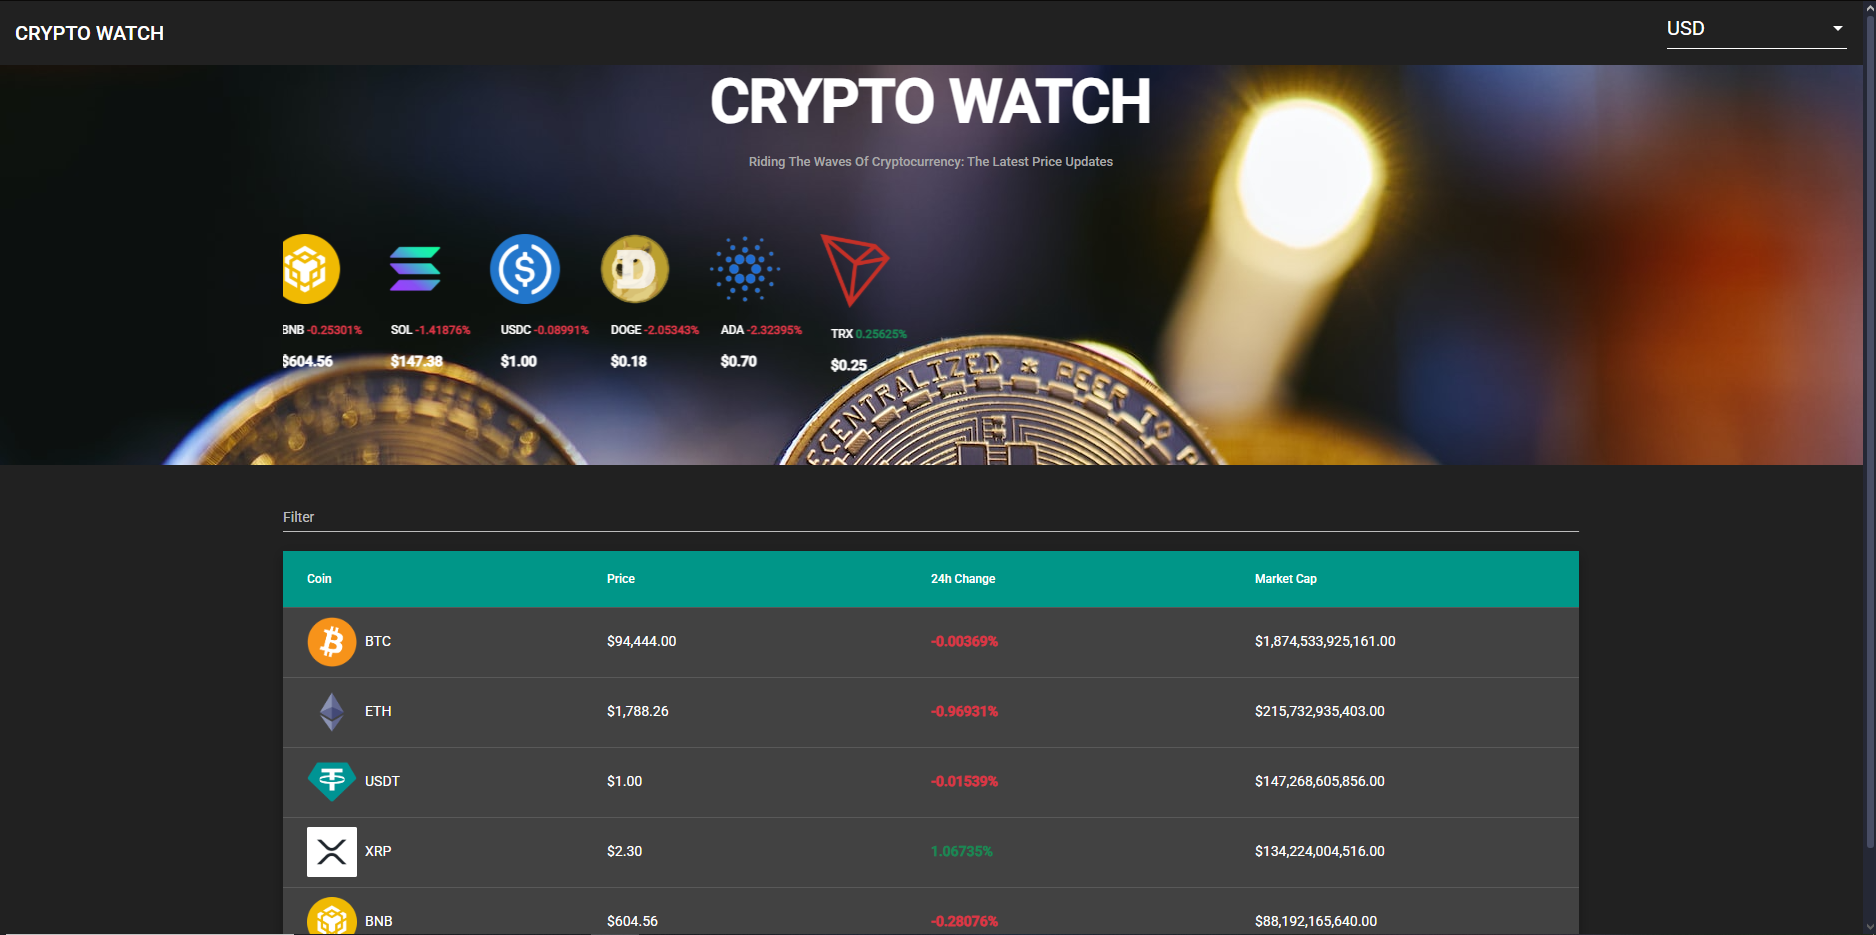 CRYPTO WATCH
USD
CRYPTO WATCH
Riding The Waves Of Cryptocurrency: The Latest Price Updates
BNB -0.25301% SOL -1.41876% USDC -0.08991% DOGE -2.05343% ADA -2.32395% TRX 0.25625%
$604.56 $147.38 $1.00 $0.18 $0.70 $0.25
DECENTRALIZED * PEER TO P
Filter
Coin Price 24h Change Market Cap
BTC $94,444.00 -0.00369% $1,874,533,925,161.00
ETH $1,788.26 -0.96931% $215,732,935,403.00
USDT $1.00 -0.01539% $147,268,605,856.00
XRP $2.30 1.06735% $134,224,004,516.00
BNB $604.56 -0.28076% $88,192,165,640.00